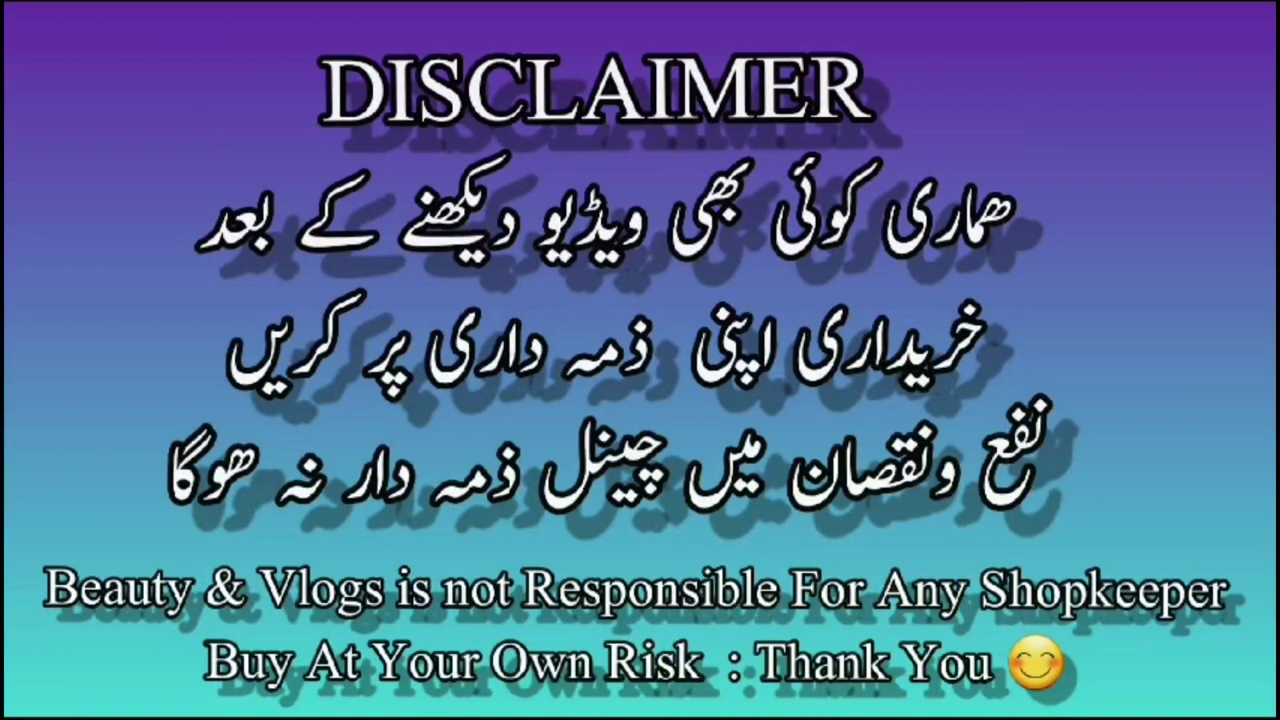 DISCLAIMER
ھماری کوئی بھی ویڈیو دیکھنے کے بعد
خریداری اپنی ذمہ داری پر کریں
نفع ونقصان میں چینل ذمہ دار نہ ھوگا
Beauty & Vlogs is not Responsible For Any Shopkeeper
Buy At Your Own Risk : Thank You 😊